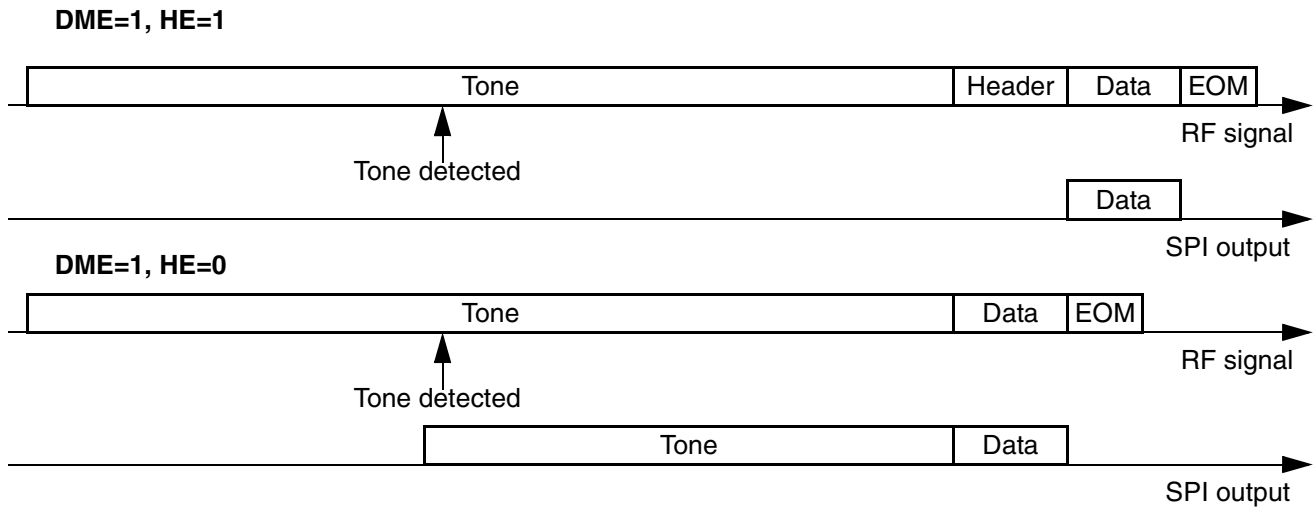 DME=1, HE=1
Tone Header Data EOM
RF signal
Tone detected
Data
SPI output
DME=1, HE=0
Tone Data EOM
RF signal
Tone detected
Tone Data
SPI output